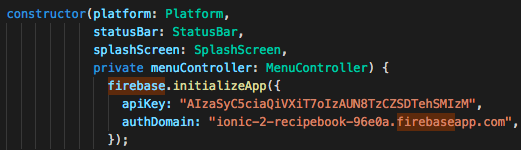 constructor(platform: Platform,
statusBar: StatusBar,
splashScreen: SplashScreen,
private menuController: MenuController) {
firebase.initializeApp({
apiKey: "AIzaSyC5ciaQiVXiT7oIzAUN8TzCZSDTehSMIzM",
authDomain: "ionic-2-recipebook-96e0a.firebaseapp.com",
});